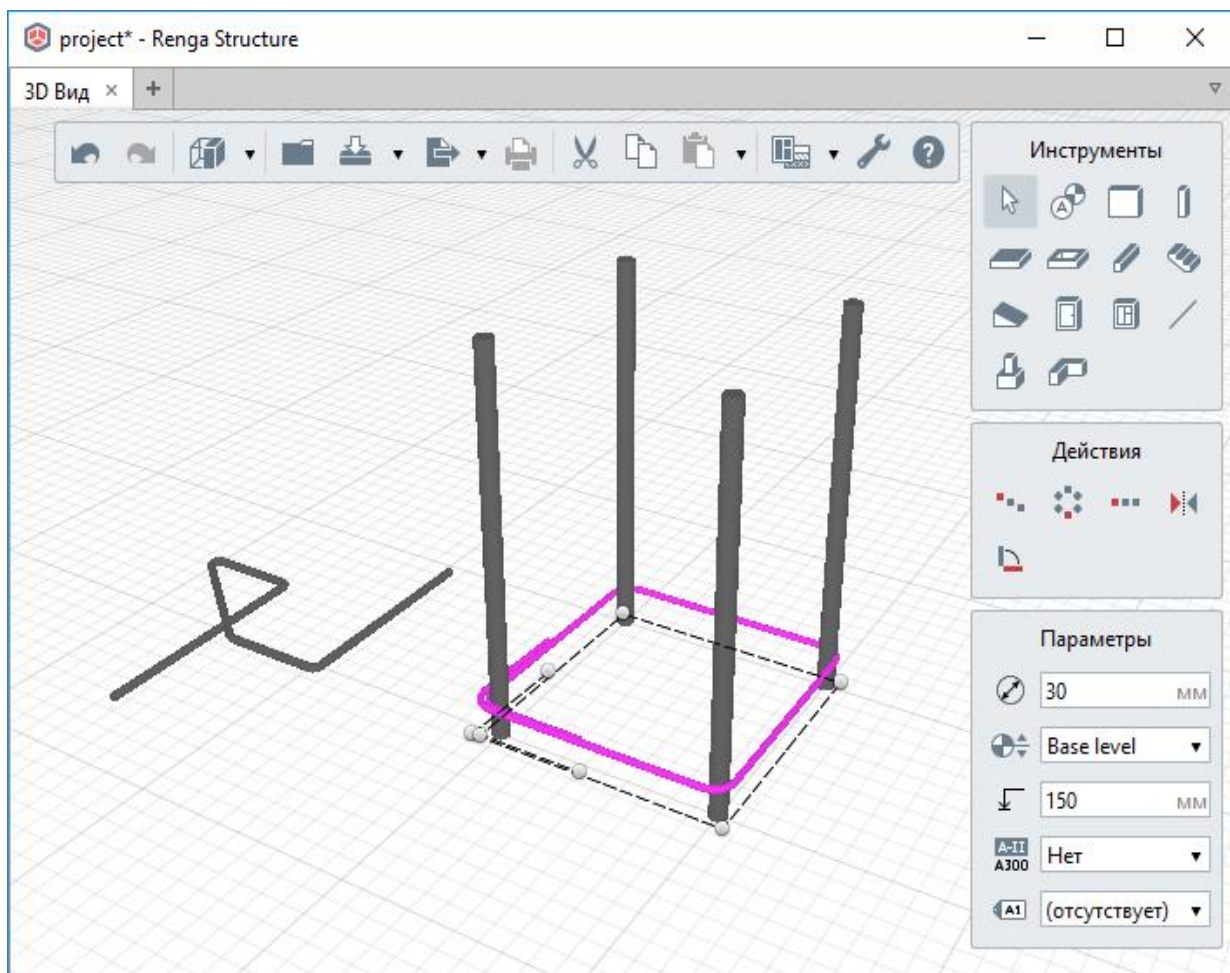 project* - Renga Structure
3D Вид × +
Инструменты
A
Действия
Параметры
30 мм
Base level
150 мм
A-II
A300 Нет
A1 (отсутствует)